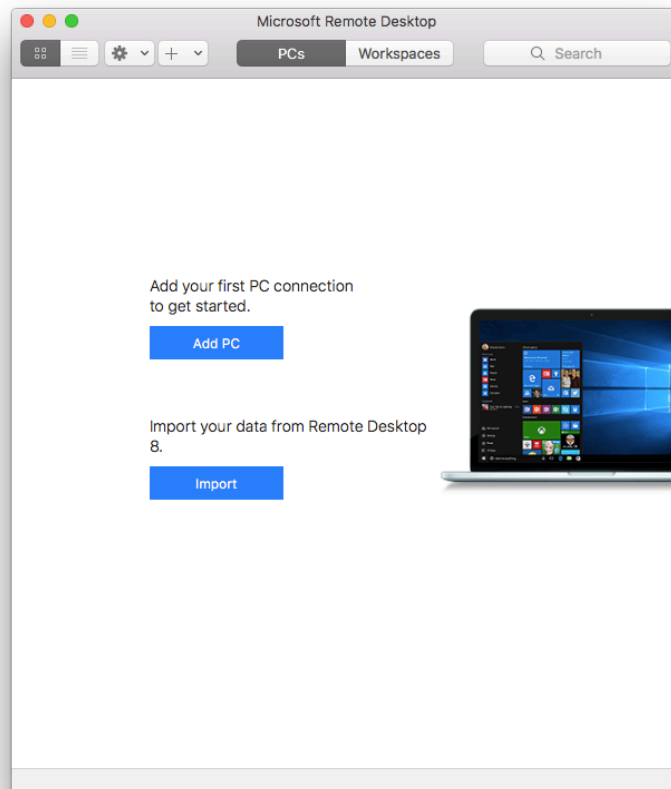 Microsoft Remote Desktop
PCs
Workspaces
Search
Add your first PC connection
to get started.
Add PC
Import your data from Remote Desktop
8.
Import